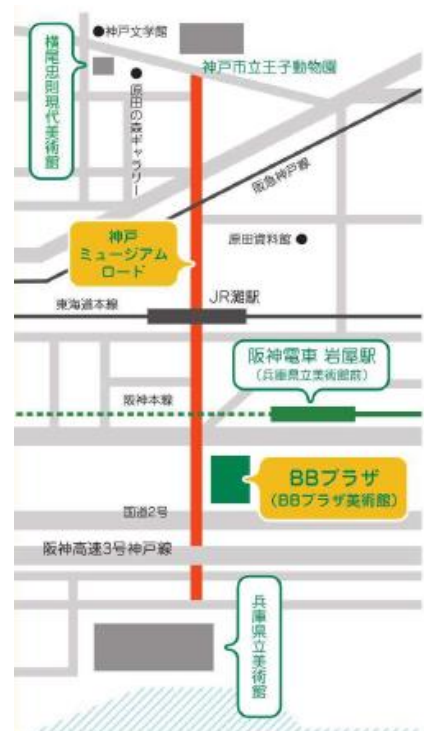 神戸文学館
横尾忠則現代美術館
神戸市立王子動物園
原田の森ギャラリー
阪急神戸線
神戸
ミュージアム
ロード
原田資料館
JR灘駅
東海道本線
阪神電車 岩屋駅
(兵庫県立美術館前)
阪神本線
BBプラザ
(BBプラザ美術館)
国道2号
阪神高速3号神戸線
兵庫県立美術館